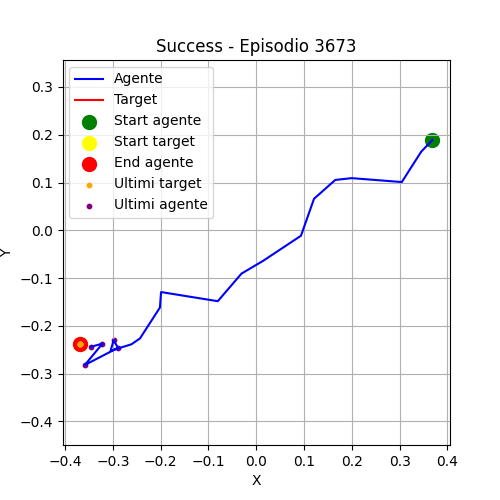 Success - Episodio 3673
Agente
Target
Start agente
Start target
End agente
Ultimi target
Ultimi agente
0.3
0.2
0.1
0.0
−0.1
−0.2
−0.3
−0.4
Y
−0.4 −0.3 −0.2 −0.1 0.0 0.1 0.2 0.3 0.4
X